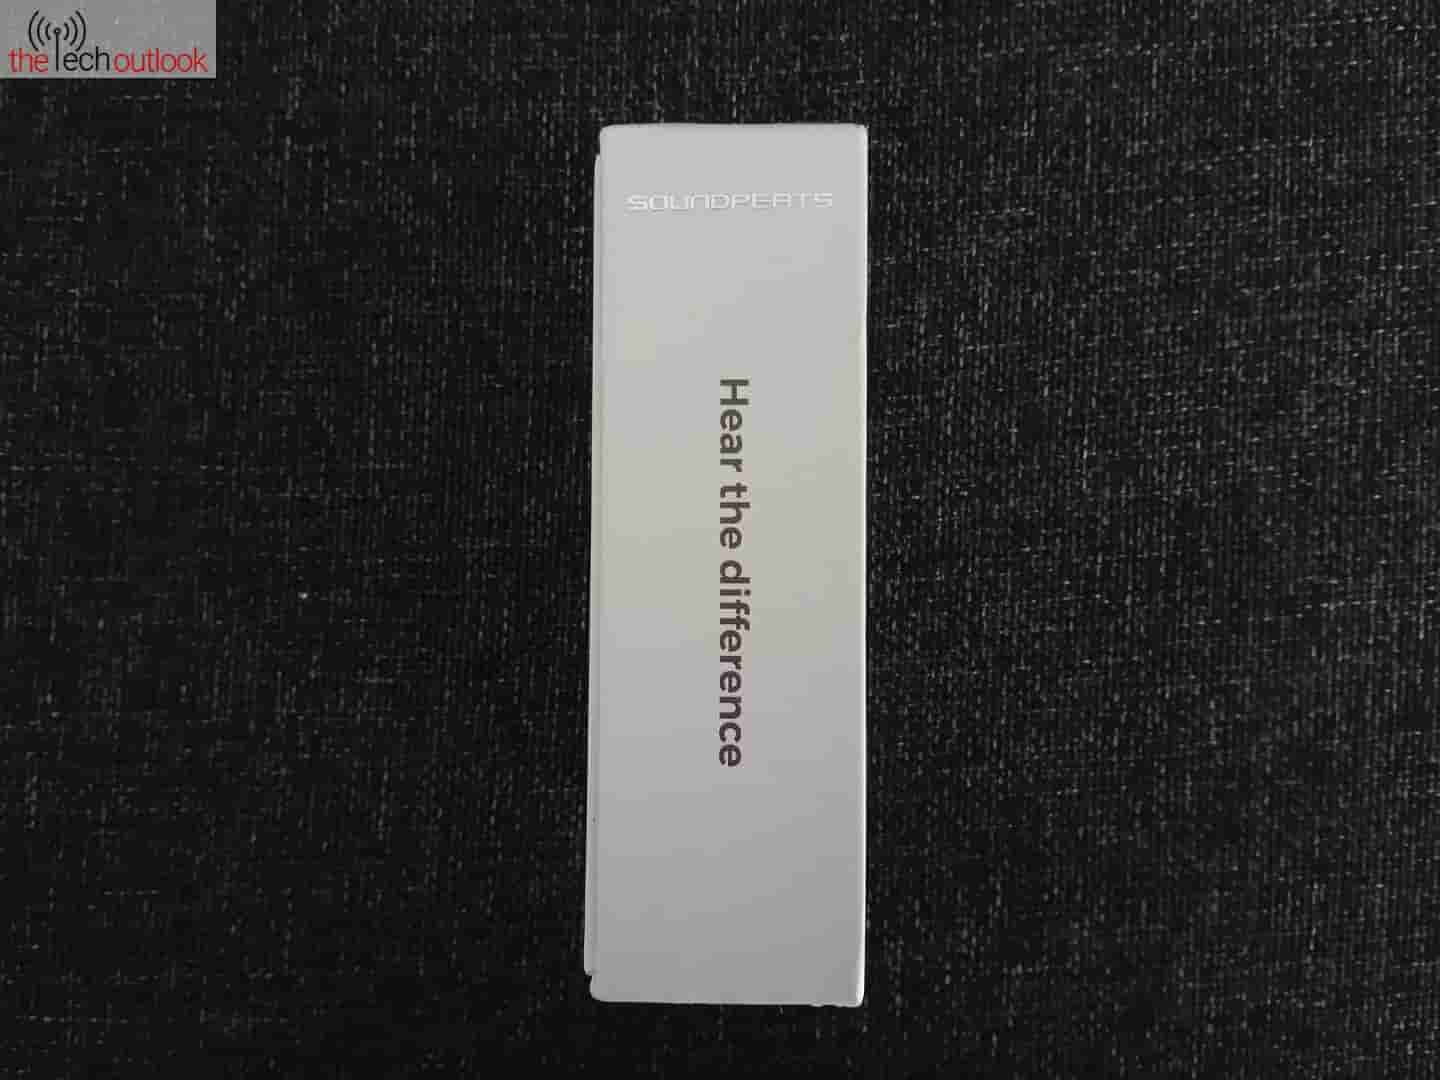 theTechoutlook
SOUNDPEATS
Hear the difference